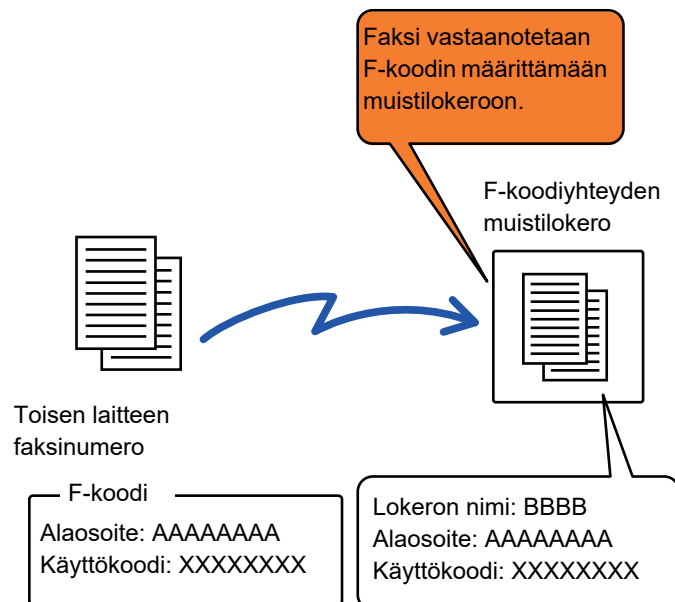 Faksi vastaanotetaan
F-koodin määrittämään
muistilokeroon.
F-koodiyhteyden
muistilokero
Toisen laitteen
faksinumero
F-koodi
Alaosoite: AAAAAAAA
Käyttökoodi: XXXXXXXX
Lokeron nimi: BBBB
Alaosoite: AAAAAAAA
Käyttökoodi: XXXXXXXX